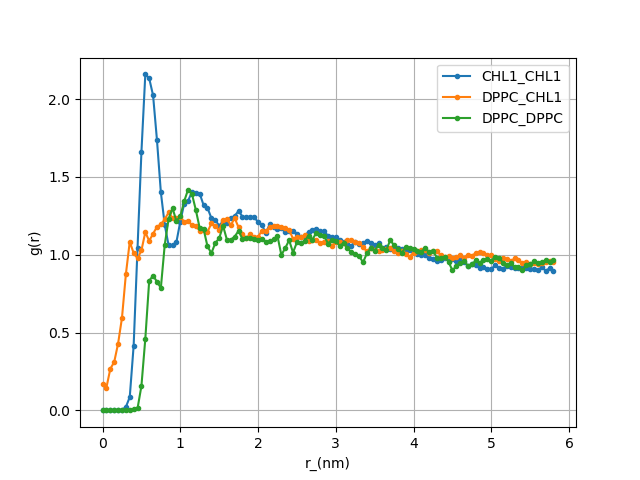 CHL1_CHL1
DPPC_CHL1
DPPC_DPPC
2.0
1.5
1.0
0.5
0.0
g(r)
0 1 2 3 4 5 6
r_(nm)